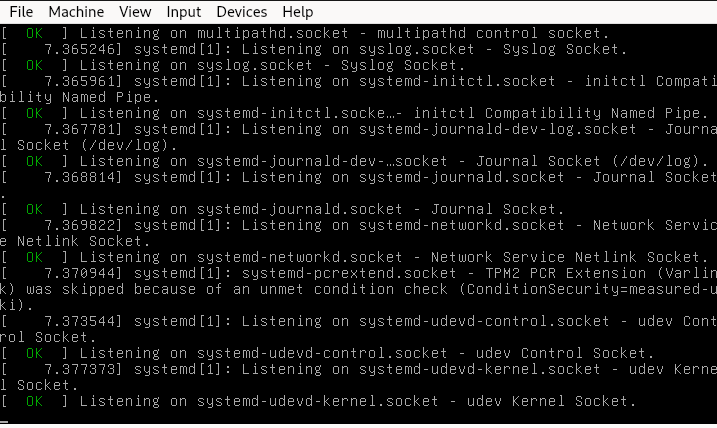 File Machine View Input Devices Help
[  OK  ] Listening on multipathd.socket - multipathd control socket.
[    7.365246] systemd[1]: Listening on syslog.socket - Syslog Socket.
[  OK  ] Listening on syslog.socket - Syslog Socket.
[    7.365961] systemd[1]: Listening on systemd-initctl.socket - initctl Compati
bility Named Pipe.
[  OK  ] Listening on systemd-initctl.socke…- initctl Compatibility Named Pipe.
[    7.367781] systemd[1]: Listening on systemd-journald-dev-log.socket - Journa
l Socket (/dev/log).
[  OK  ] Listening on systemd-journald-dev-…socket - Journal Socket (/dev/log).
[    7.368814] systemd[1]: Listening on systemd-journald.socket - Journal Socket
.
[  OK  ] Listening on systemd-journald.socket - Journal Socket.
[    7.369822] systemd[1]: Listening on systemd-networkd.socket - Network Servic
e Netlink Socket.
[  OK  ] Listening on systemd-networkd.socket - Network Service Netlink Socket.
[    7.370944] systemd[1]: systemd-pcrextend.socket - TPM2 PCR Extension (Varlin
k) was skipped because of an unmet condition check (ConditionSecurity=measured-u
ki).
[    7.373544] systemd[1]: Listening on systemd-udevd-control.socket - udev Cont
rol Socket.
[  OK  ] Listening on systemd-udevd-control.socket - udev Control Socket.
[    7.377373] systemd[1]: Listening on systemd-udevd-kernel.socket - udev Kerne
l Socket.
[  OK  ] Listening on systemd-udevd-kernel.socket - udev Kernel Socket.